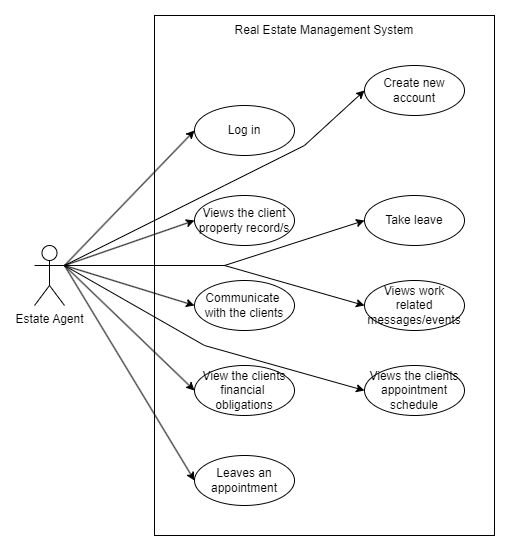 Real Estate Management System
Create new
account
Log in
Views the client
property record/s
Take leave
Estate Agent
Communicate
with the clients
Views work
related
messages/events
View the clients
financial
obligations
Views the clients
appointment
schedule
Leaves an
appointment